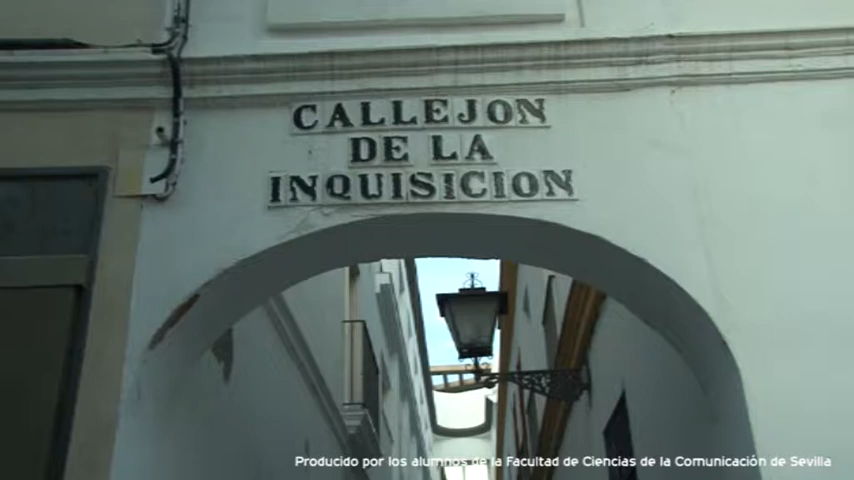 CALLEJON
DE LA
INQUISICION
Producido por los alumnos de la Facultad de Ciencias de la Comunicación de Sevilla